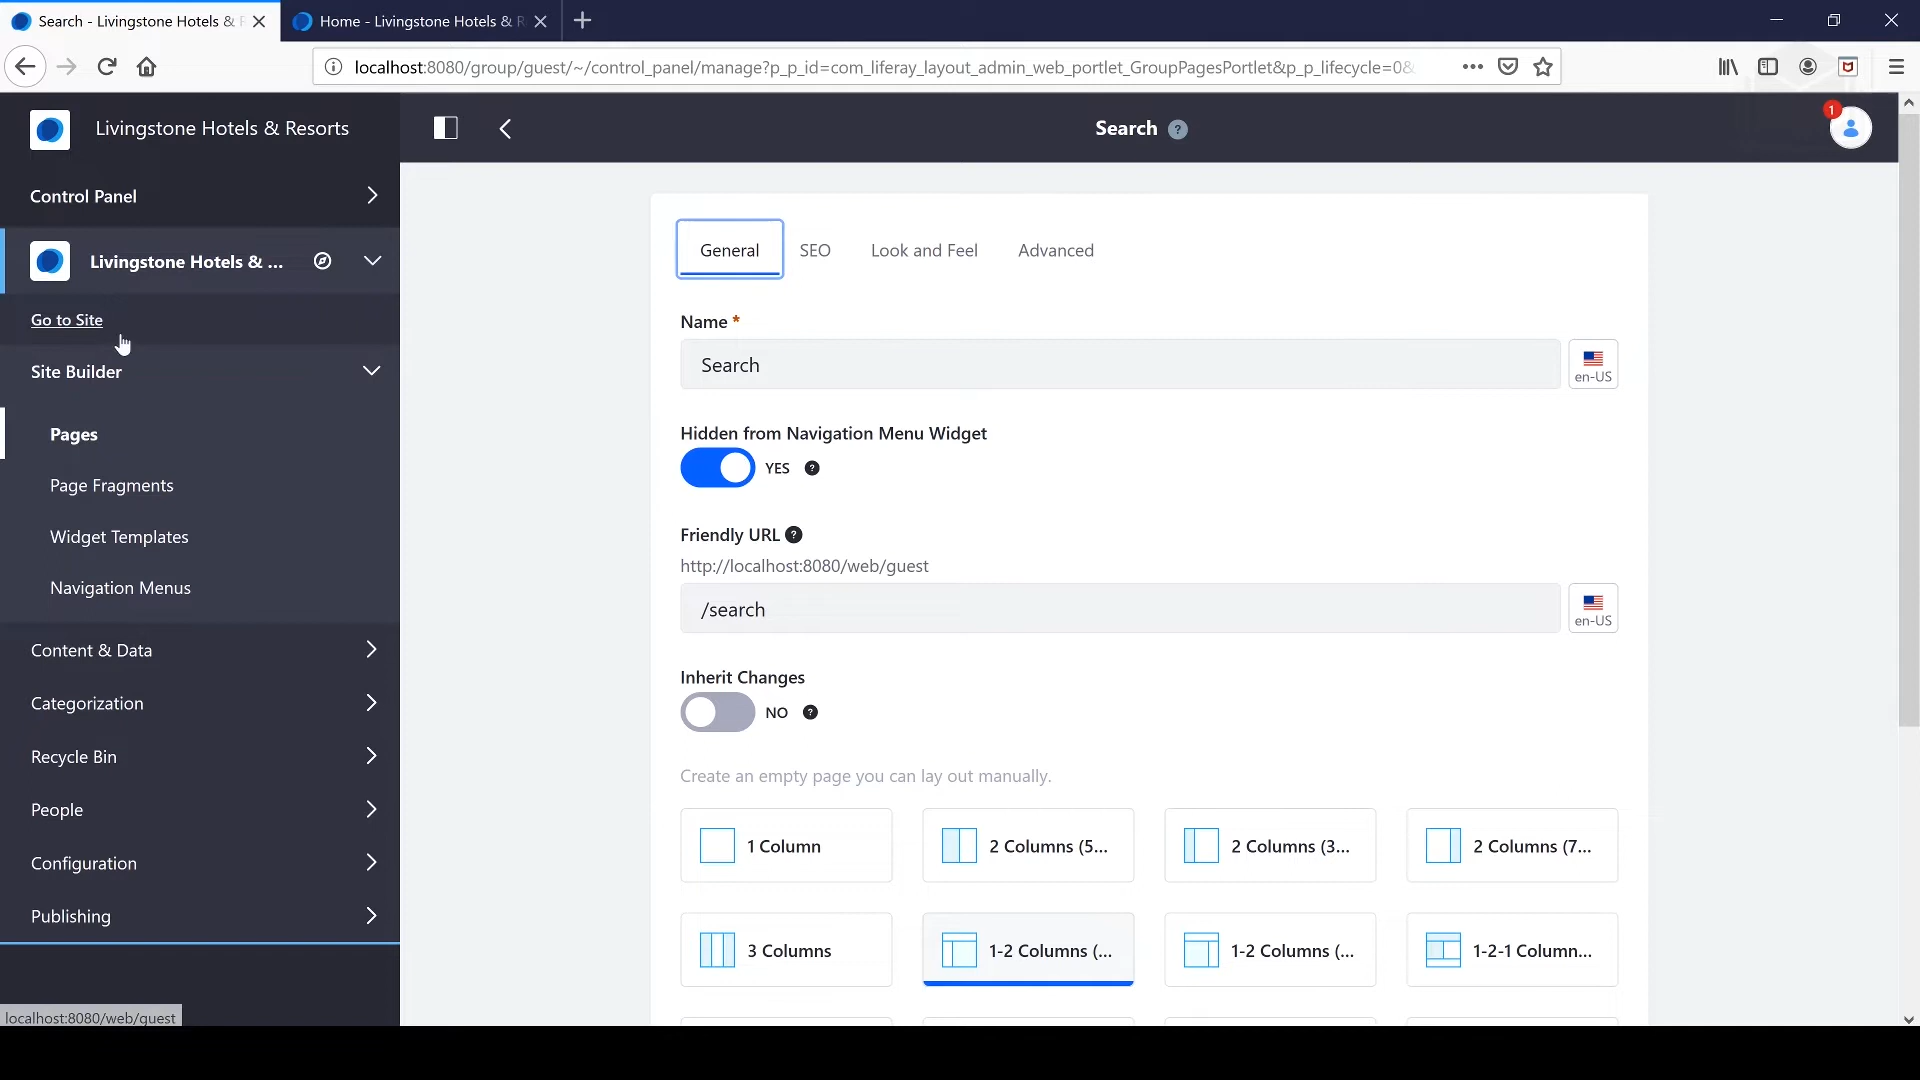 Search - Livingstone Hotels & R
Home - Livingstone Hotels & R
localhost:8080/group/guest/~/control_panel/manage?p_p_id=com_liferay_layout_admin_web_portlet_GroupPagesPortlet&p_p_lifecycle=0&
Livingstone Hotels & Resorts
Search ?
1
Control Panel
Livingstone Hotels & ...
Go to Site
Site Builder
Pages
Page Fragments
Widget Templates
Navigation Menus
Content & Data
Categorization
Recycle Bin
People
Configuration
Publishing
localhost:8080/web/guest
General SEO Look and Feel Advanced
Name *
Search
en-US
Hidden from Navigation Menu Widget
YES ?
Friendly URL ?
http://localhost:8080/web/guest
/search
en-US
Inherit Changes
NO ?
Create an empty page you can lay out manually.
1 Column 2 Columns (5... 2 Columns (3... 2 Columns (7...
3 Columns 1-2 Columns (... 1-2 Columns (... 1-2-1 Column...